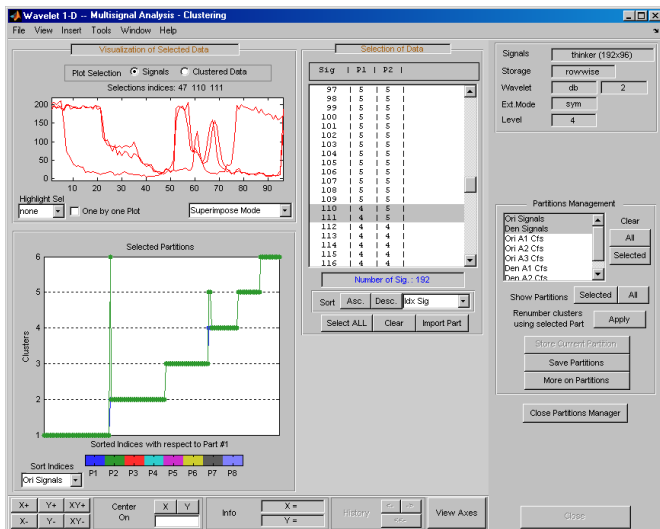 Wavelet 1-D -- Multisignal Analysis - Clustering
File View Insert Tools Window Help
Visualization of Selected Data
Plot Selection Signals Clustered Data
Selections indices: 47 110 111
200
150
100
50
0
10 20 30 40 50 60 70 80 90
Highlight Sel
none
One by one Plot
Superimpose Mode
Selected Partitions
6
5
4
3
2
1
Clusters
Sorted Indices with respect to Part #1
Sort Indices
Ori Signals
P1 P2 P3 P4 P5 P6 P7 P8
Selection of Data
Sig | P1 | P2 |
97 | 5 | 5 |
98 | 5 | 5 |
99 | 5 | 5 |
100 | 5 | 5 |
101 | 5 | 5 |
102 | 5 | 5 |
103 | 5 | 5 |
104 | 5 | 5 |
105 | 5 | 5 |
106 | 5 | 5 |
107 | 5 | 5 |
108 | 5 | 5 |
109 | 5 | 5 |
110 | 4 | 5 |
111 | 4 | 5 |
112 | 4 | 4 |
113 | 4 | 4 |
114 | 4 | 4 |
115 | 4 | 4 |
116 | 4 | 4 |
Number of Sig. : 192
Sort Asc. Desc. Idx Sig
Select ALL Clear Import Part
Signals thinker (192x96)
Storage rowwise
Wavelet db 2
Ext.Mode sym
Level 4
Partitions Management
Ori Signals
Den Signals
Ori A1 Cfs
Ori A2 Cfs
Ori A3 Cfs
Den A1 Cfs
Den A2 Cfs
Clear
All
Selected
Show Partitions Selected All
Renumber clusters
using selected Part
Apply
Store Current Partition
Save Partitions
More on Partitions
Close Partitions Manager
X+ Y+ XY+
X- Y- XY-
Center
On
X Y
Info
X =
Y =
History
<- ->
<<-
View Axes
Close